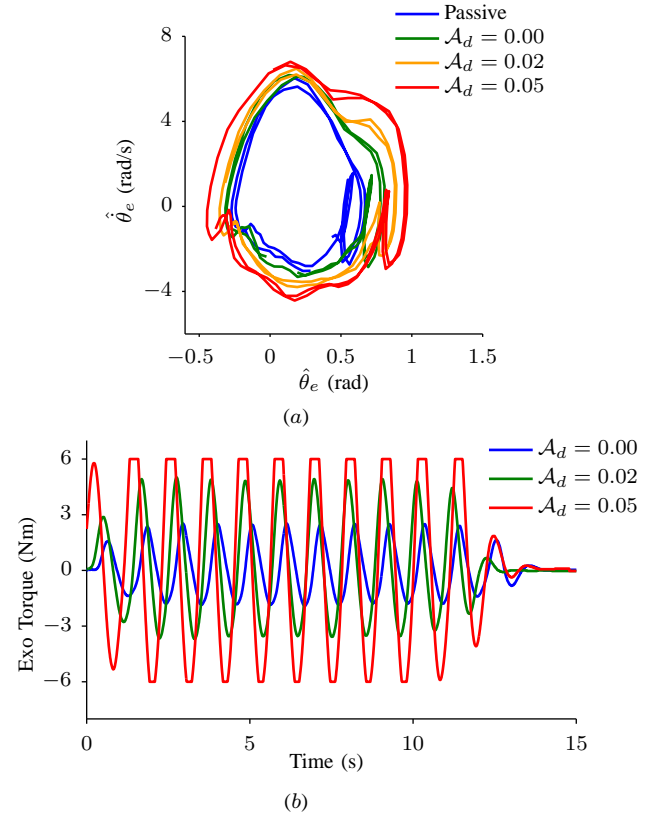 Passive
𝒜_d = 0.00
𝒜_d = 0.02
𝒜_d = 0.05
8
4
0
−4
θ̂̇_e (rad/s)
−0.5 0 0.5 1 1.5
θ̂_e (rad)
(a)
𝒜_d = 0.00
𝒜_d = 0.02
𝒜_d = 0.05
6
3
0
−3
−6
Exo Torque (Nm)
0 5 10 15
Time (s)
(b)